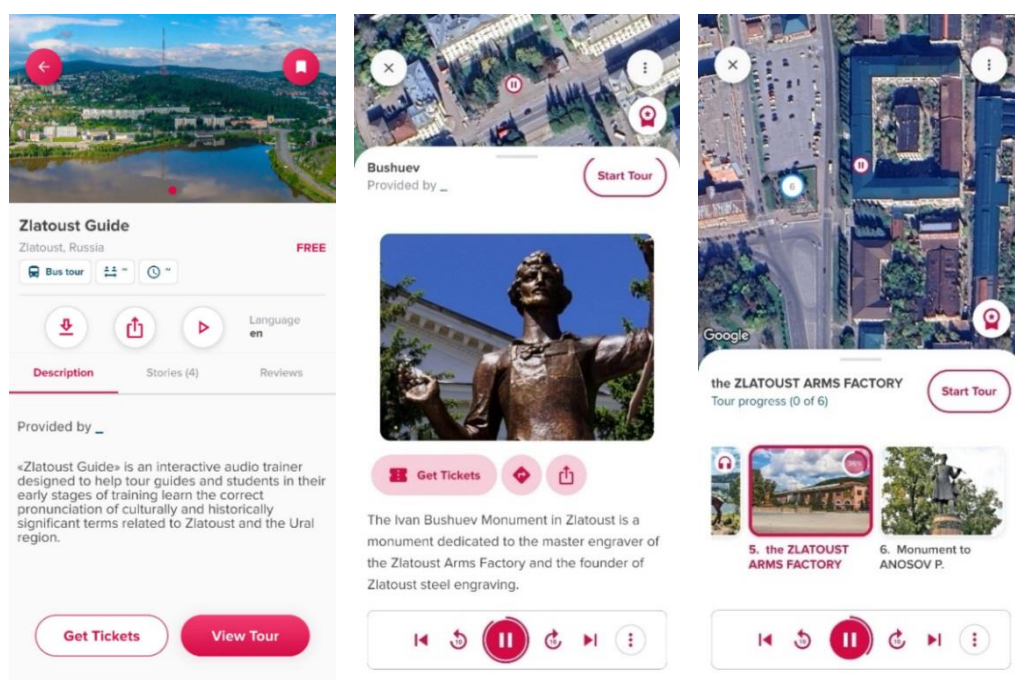 Zlatoust Guide
Zlatoust, Russia
FREE
Bus tour
Language
en
Description
Stories (4)
Reviews
Provided by _
«Zlatoust Guide» is an interactive audio trainer
designed to help tour guides and students in their
early stages of training learn the correct
pronunciation of culturally and historically
significant terms related to Zlatoust and the Ural
region.
Get Tickets
View Tour
Bushuev
Provided by _
Start Tour
Get Tickets
The Ivan Bushuev Monument in Zlatoust is a
monument dedicated to the master engraver of
the Zlatoust Arms Factory and the founder of
Zlatoust steel engraving.
10
10
6
Google
the ZLATOUST ARMS FACTORY
Tour progress (0 of 6)
Start Tour
5. the ZLATOUST
ARMS FACTORY
6. Monument to
ANOSOV P.
10
10